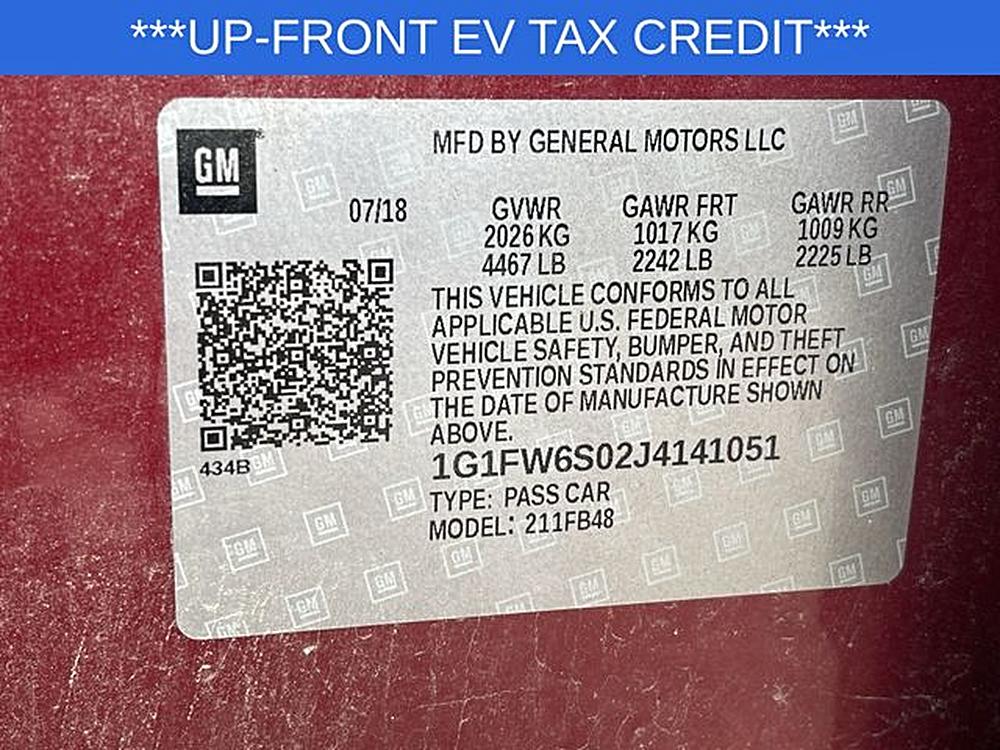 ***UP-FRONT EV TAX CREDIT***
GM
MFD BY GENERAL MOTORS LLC
07/18 GVWR GAWR FRT GAWR RR
2026 KG 1017 KG 1009 KG
4467 LB 2242 LB 2225 LB
THIS VEHICLE CONFORMS TO ALL
APPLICABLE U.S. FEDERAL MOTOR
VEHICLE SAFETY, BUMPER, AND THEFT
PREVENTION STANDARDS IN EFFECT ON
THE DATE OF MANUFACTURE SHOWN
ABOVE.
434B
1G1FW6S02J4141051
TYPE: PASS CAR
MODEL: 211FB48